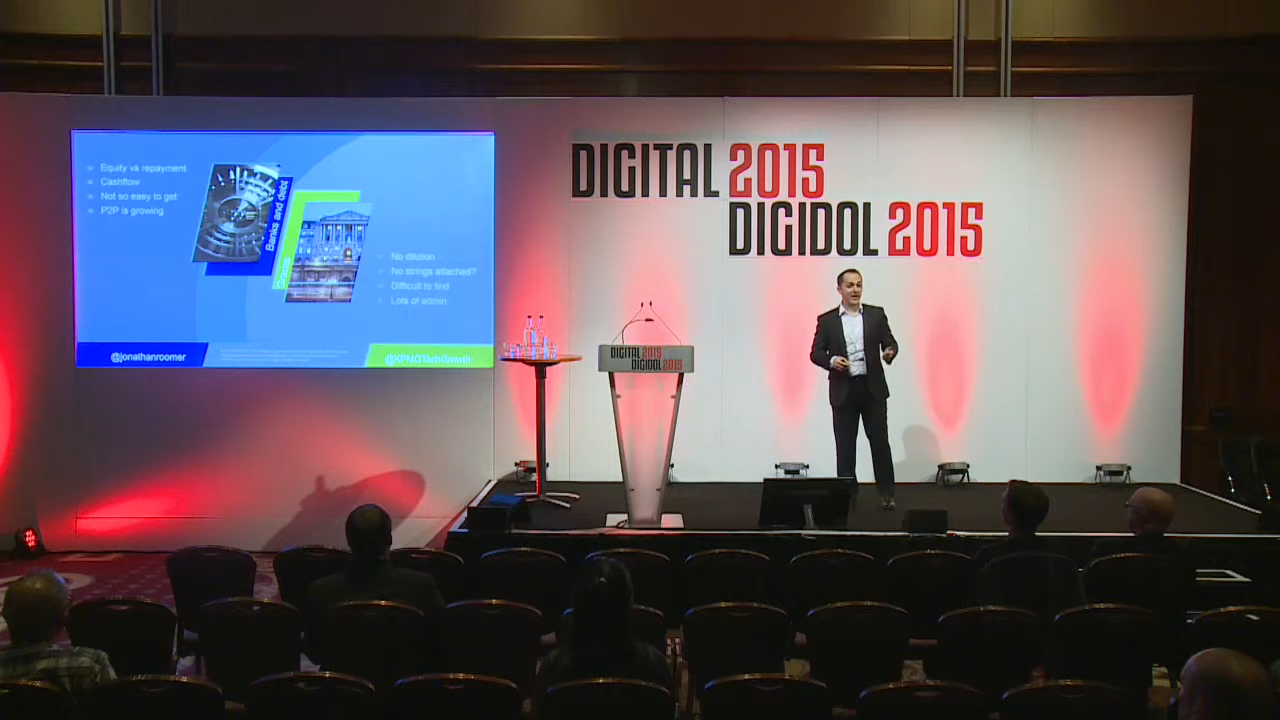 Equity vs repayment
Cashflow
Not so easy to get
P2P is growing
Banks and debt
Grants
No dilution
No strings attached?
Difficult to find
Lots of admin
@jonathanroomer
@KPMGTechGrowth
DIGITAL 2015
DIGIDOL 2015
DIGITAL 2015
DIGIDOL 2015